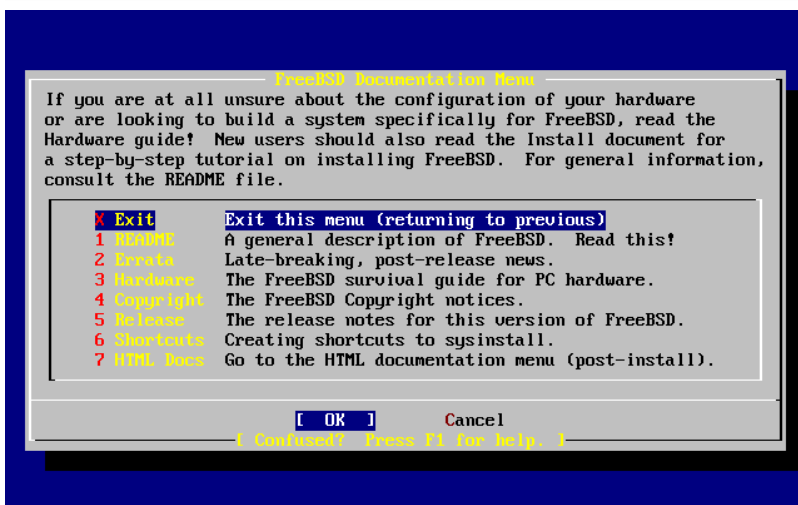 FreeBSD Documentation Menu
If you are at all unsure about the configuration of your hardware
or are looking to build a system specifically for FreeBSD, read the
Hardware guide!  New users should also read the Install document for
a step-by-step tutorial on installing FreeBSD.  For general information,
consult the README file.
X Exit       Exit this menu (returning to previous)
1 README     A general description of FreeBSD.  Read this!
2 Errata     Late-breaking, post-release news.
3 Hardware   The FreeBSD survival guide for PC hardware.
4 Copyright  The FreeBSD Copyright notices.
5 Release    The release notes for this version of FreeBSD.
6 Shortcuts  Creating shortcuts to sysinstall.
7 HTML Docs  Go to the HTML documentation menu (post-install).
[  OK  ]       Cancel
[ Confused?  Press F1 for help. ]